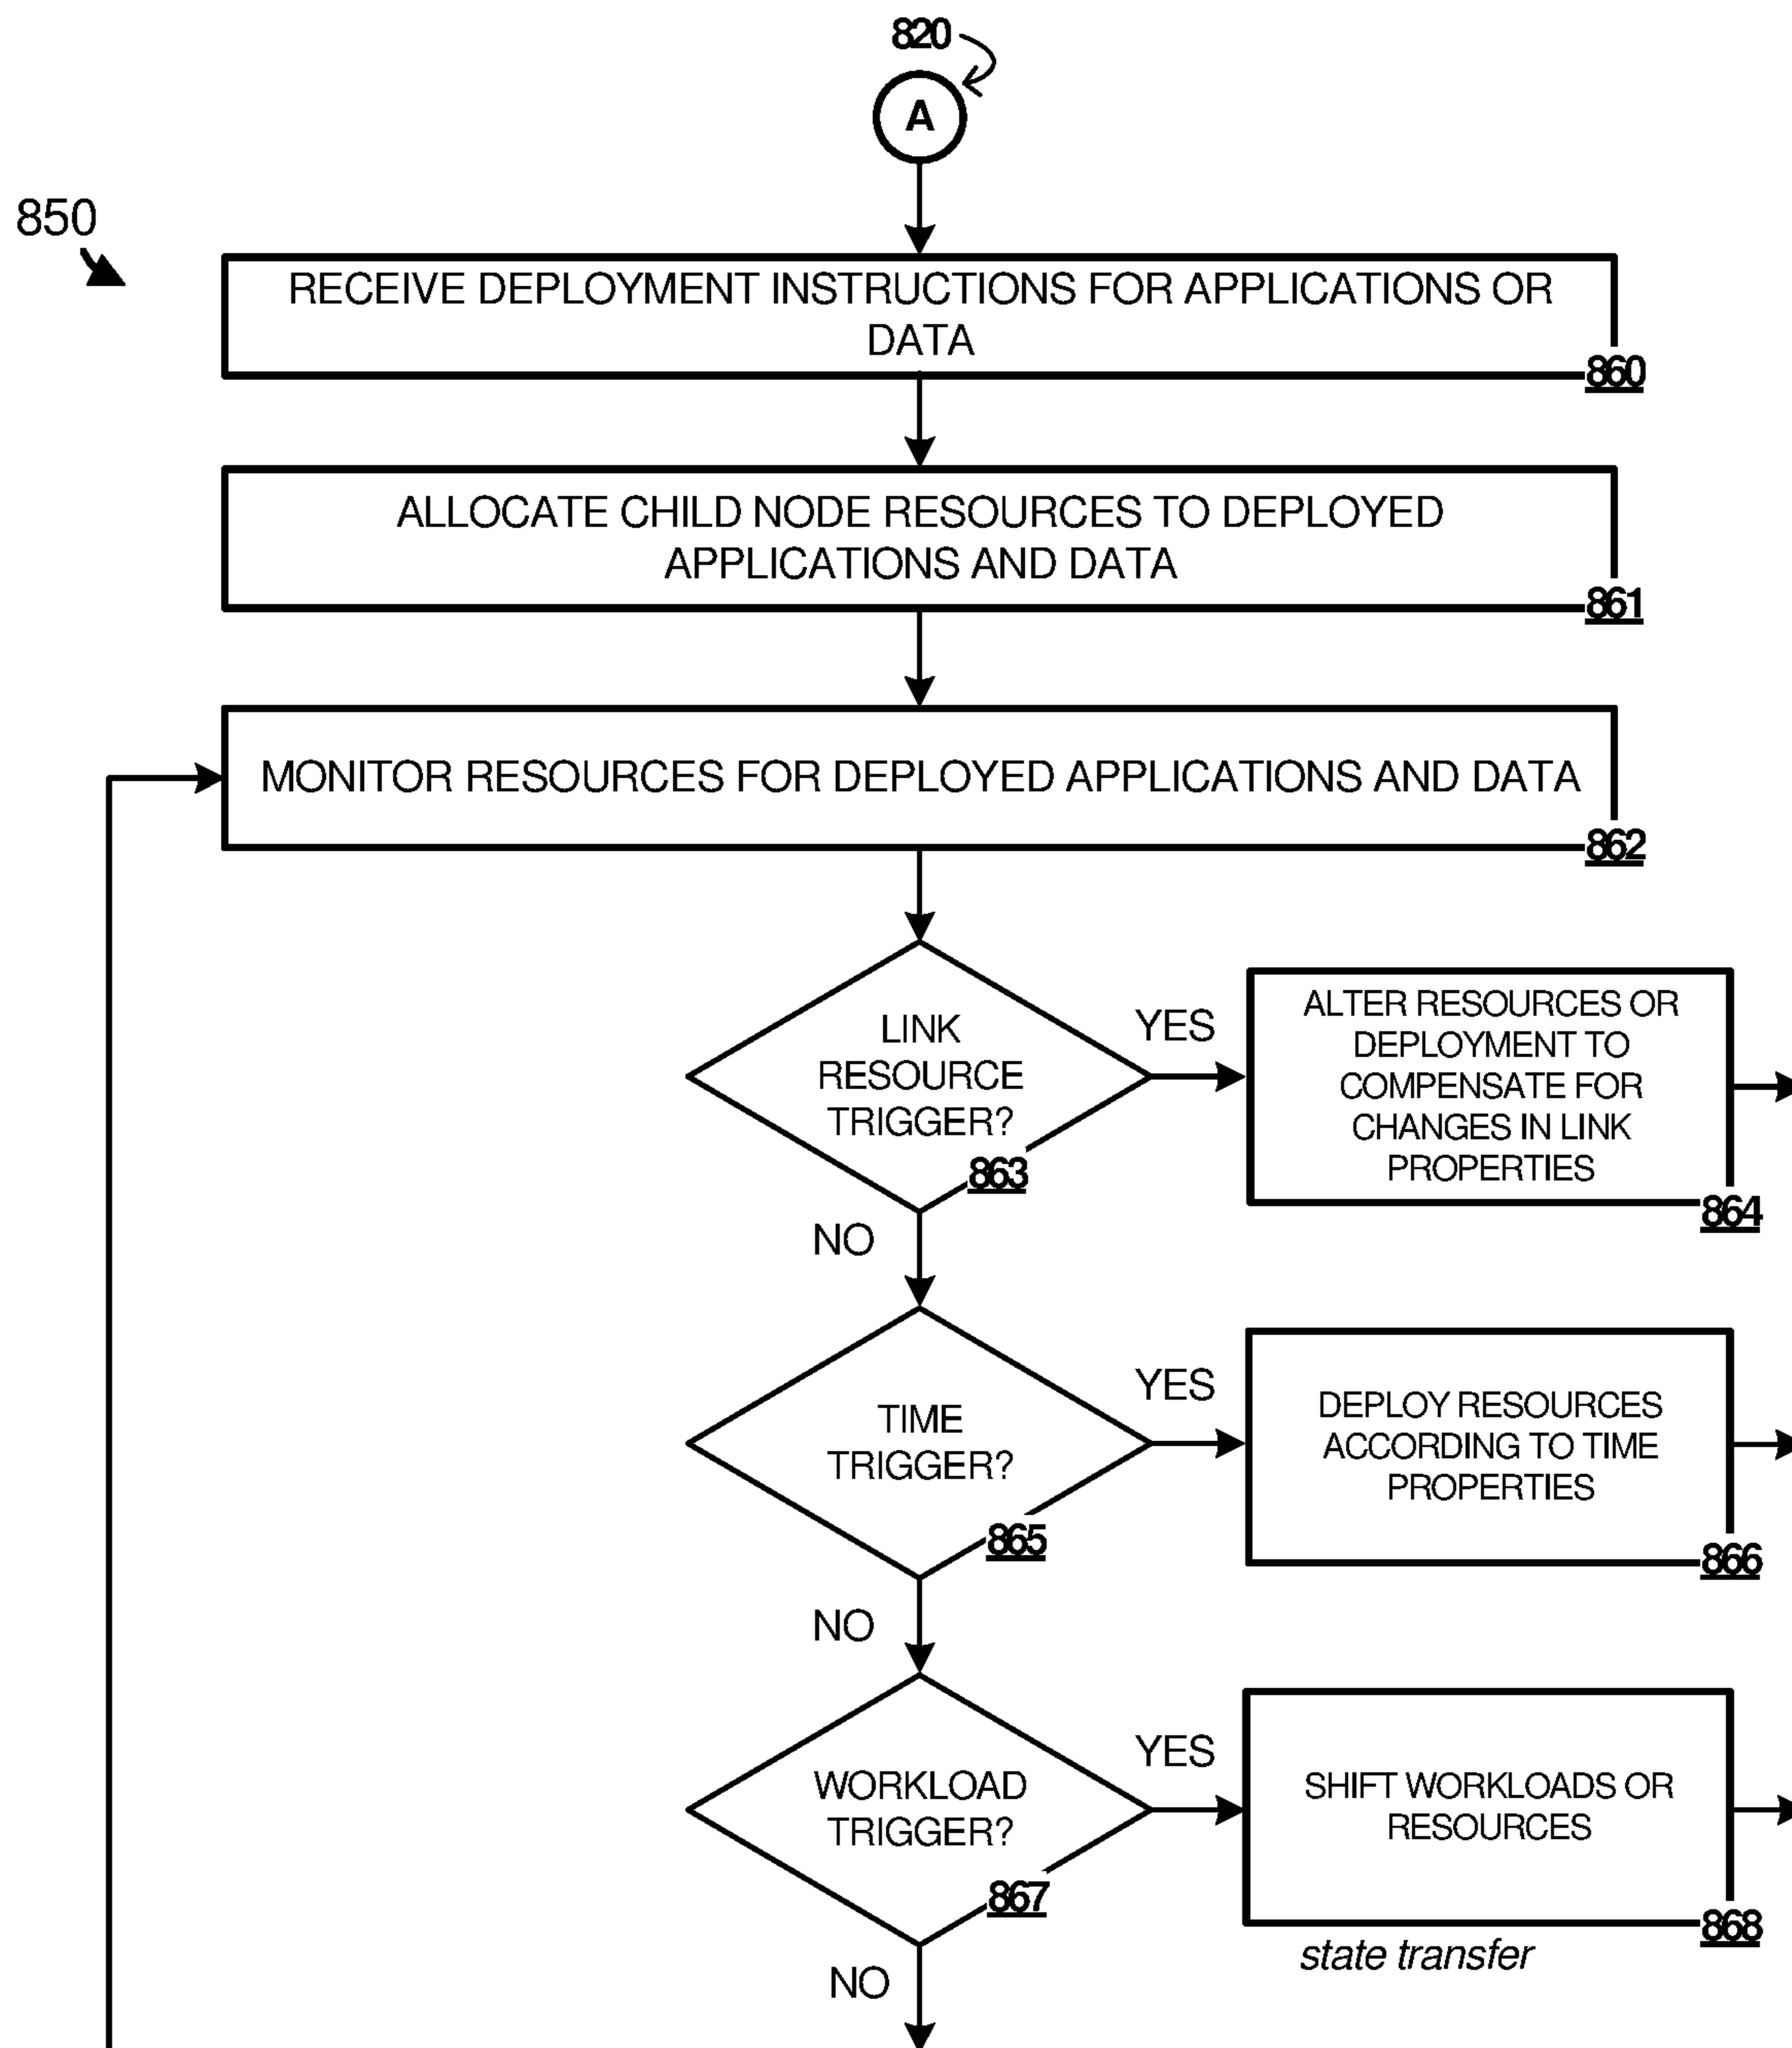 820
A
850
RECEIVE DEPLOYMENT INSTRUCTIONS FOR APPLICATIONS OR
DATA
860
ALLOCATE CHILD NODE RESOURCES TO DEPLOYED
APPLICATIONS AND DATA
861
MONITOR RESOURCES FOR DEPLOYED APPLICATIONS AND DATA
862
LINK
RESOURCE
TRIGGER?
863
YES
ALTER RESOURCES OR
DEPLOYMENT TO
COMPENSATE FOR
CHANGES IN LINK
PROPERTIES
864
NO
TIME
TRIGGER?
865
YES
DEPLOY RESOURCES
ACCORDING TO TIME
PROPERTIES
866
NO
WORKLOAD
TRIGGER?
867
YES
SHIFT WORKLOADS OR
RESOURCES
868
state transfer
NO